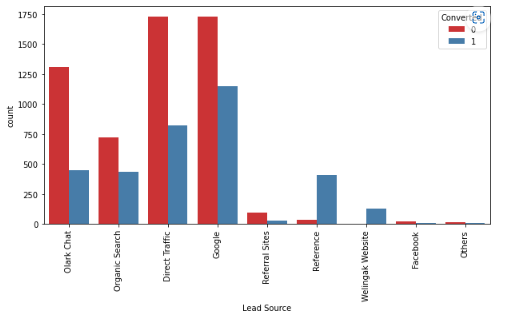 1750
1500
1250
1000
750
500
250
0
count
0
1
Olark Chat
Organic Search
Direct Traffic
Google
Referral Sites
Reference
Welingak Website
Facebook
Others
Lead Source